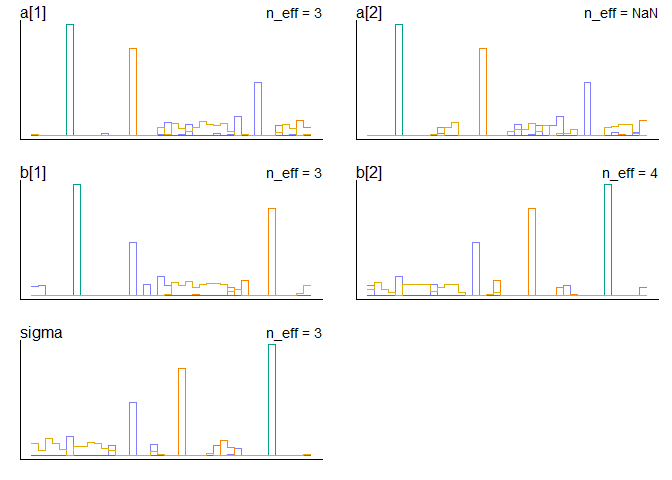 a[1] n_eff = 3
a[2] n_eff = NaN
b[1] n_eff = 3
b[2] n_eff = 4
sigma n_eff = 3